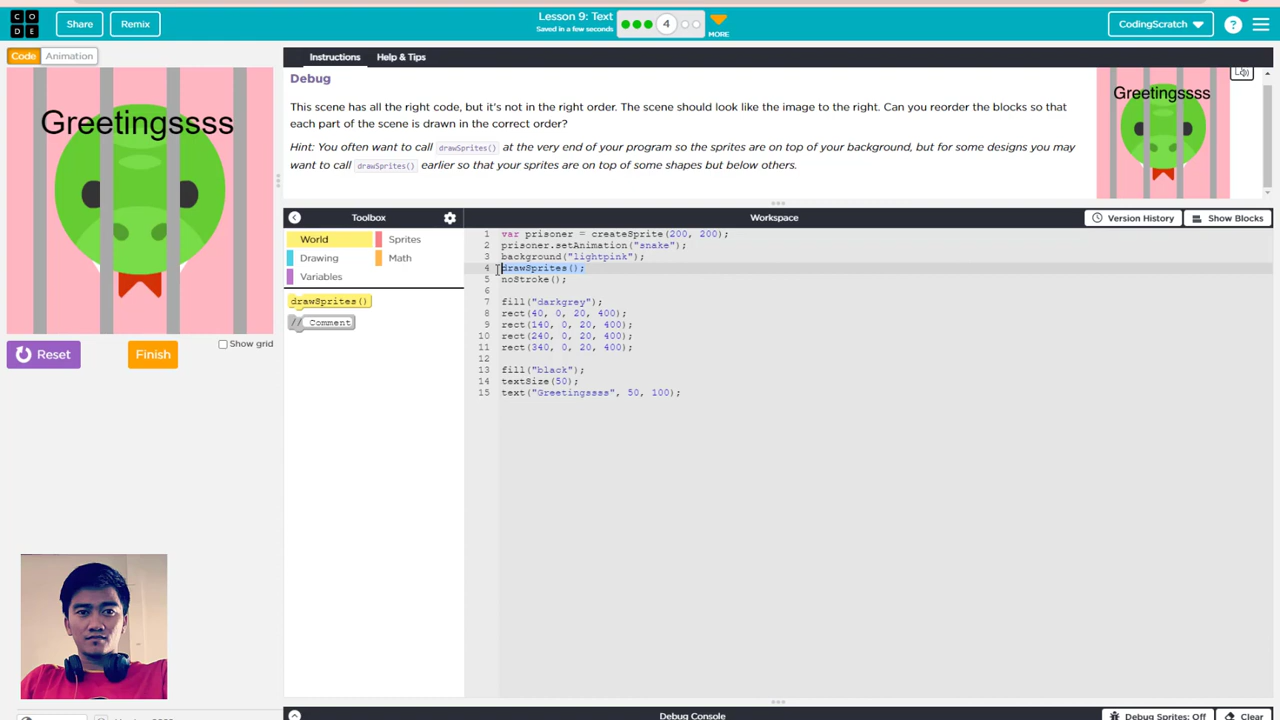 CODE
Share
Remix
Lesson 9: Text
Saved in a few seconds
4
MORE
CodingScratch
?
Code
Animation
Instructions
Help & Tips
Debug
This scene has all the right code, but it's not in the right order. The scene should look like the image to the right. Can you reorder the blocks so that
each part of the scene is drawn in the correct order?
Hint: You often want to call drawSprites() at the very end of your program so the sprites are on top of your background, but for some designs you may
want to call drawSprites() earlier so that your sprites are on top of some shapes but below others.
Greetingssss
Greetingssss
Toolbox
Workspace
Version History
Show Blocks
World
Sprites
Drawing
Math
Variables
drawSprites()
// Comment
1 var prisoner = createSprite(200, 200);
2 prisoner.setAnimation("snake");
3 background("lightpink");
4 drawSprites();
5 noStroke();
6
7 fill("darkgrey");
8 rect(40, 0, 20, 400);
9 rect(140, 0, 20, 400);
10 rect(240, 0, 20, 400);
11 rect(340, 0, 20, 400);
12
13 fill("black");
14 textSize(50);
15 text("Greetingssss", 50, 100);
Reset
Finish
Show grid
Debug Console
Debug Sprites: Off
Clear